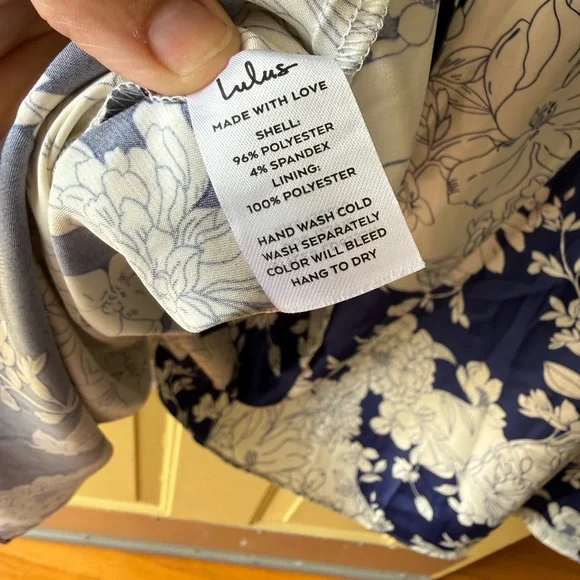 Lulus
MADE WITH LOVE
SHELL:
96% POLYESTER
4% SPANDEX
LINING:
100% POLYESTER
HAND WASH COLD
WASH SEPARATELY
COLOR WILL BLEED
HANG TO DRY